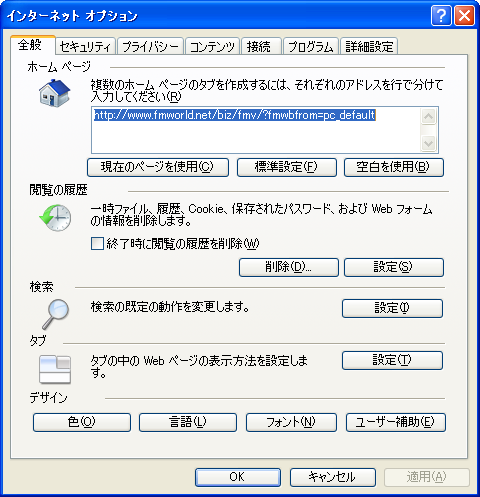 インターネット オプション
全般 セキュリティ プライバシー コンテンツ 接続 プログラム 詳細設定
ホーム ページ
複数のホーム ページのタブを作成するには、それぞれのアドレスを行で分けて
入力してください(R)
http://www.fmworld.net/biz/fmv/?fmwbfrom=pc_default
現在のページを使用(C) 標準設定(F) 空白を使用(B)
閲覧の履歴
一時ファイル、履歴、Cookie、保存されたパスワード、および Web フォーム
の情報を削除します。
終了時に閲覧の履歴を削除(W)
削除(D)... 設定(S)
検索
検索の既定の動作を変更します。 設定(I)
タブ
タブの中の Web ページの表示方法を設定しま
す。 設定(T)
デザイン
色(O) 言語(L) フォント(N) ユーザー補助(E)
OK キャンセル 適用(A)